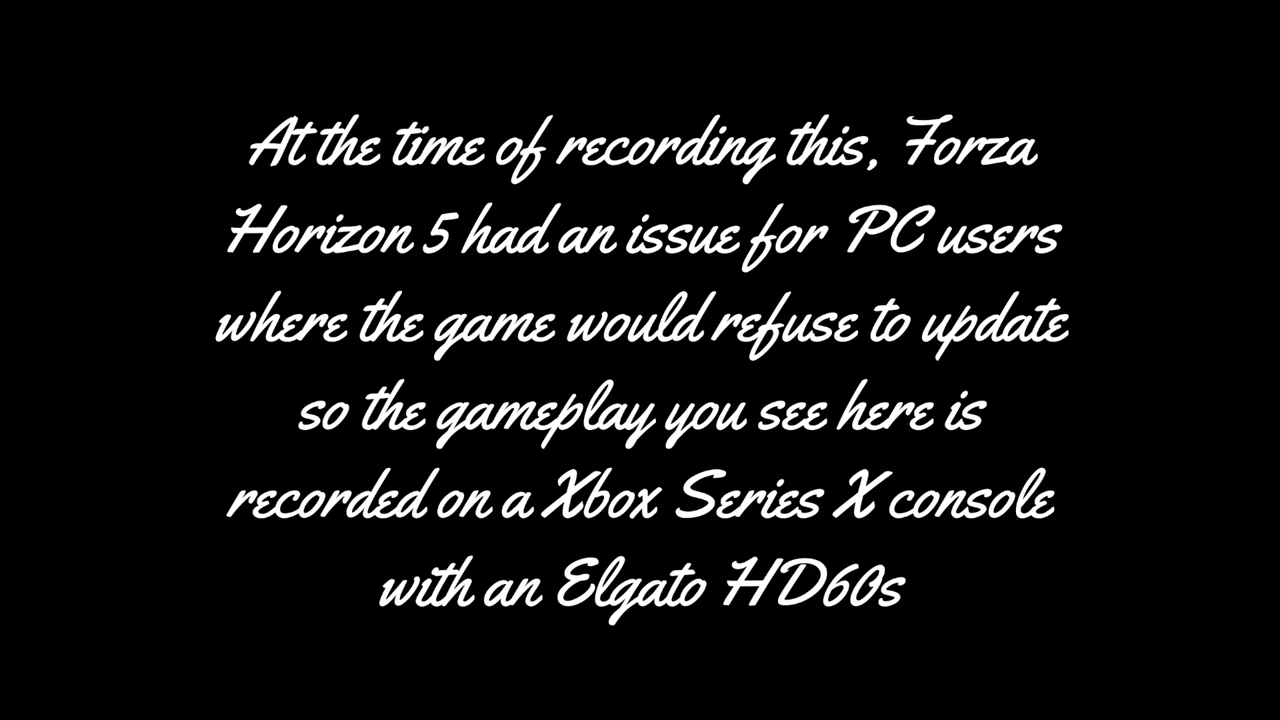 At the time of recording this, Forza
Horizon 5 had an issue for PC users
where the game would refuse to update
so the gameplay you see here is
recorded on a Xbox Series X console
with an Elgato HD60s